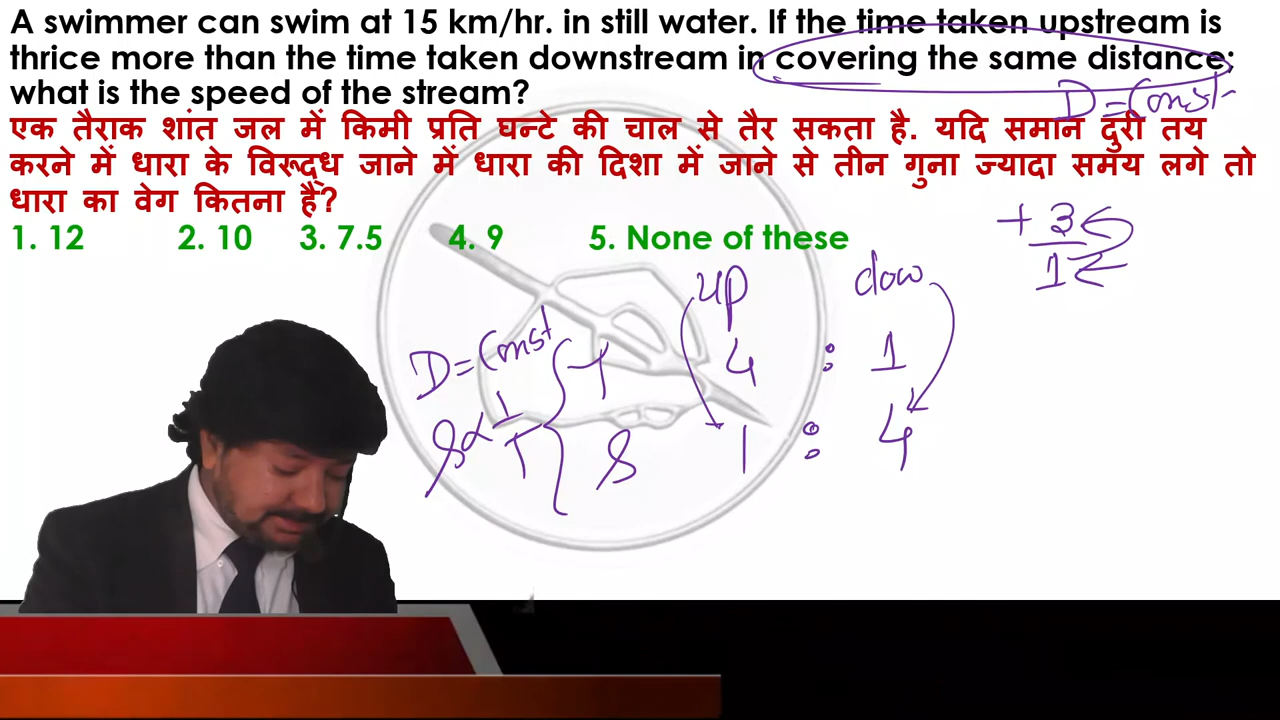 A swimmer can swim at 15 km/hr. in still water. If the time taken upstream is
thrice more than the time taken downstream in covering the same distance;
what is the speed of the stream?
D = Const.
एक तैराक शांत जल में किमी प्रति घन्टे की चाल से तैर सकता है. यदि समान दुरी तय
करने में धारा के विरूद्ध जाने में धारा की दिशा में जाने से तीन गुना ज्यादा समय लगे तो
धारा का वेग कितना है?
+ 3
1
1. 12 2. 10 3. 7.5 4. 9 5. None of these
up dow
D = Const
T 4 : 1
S ∝ 1/T
S 1 : 4